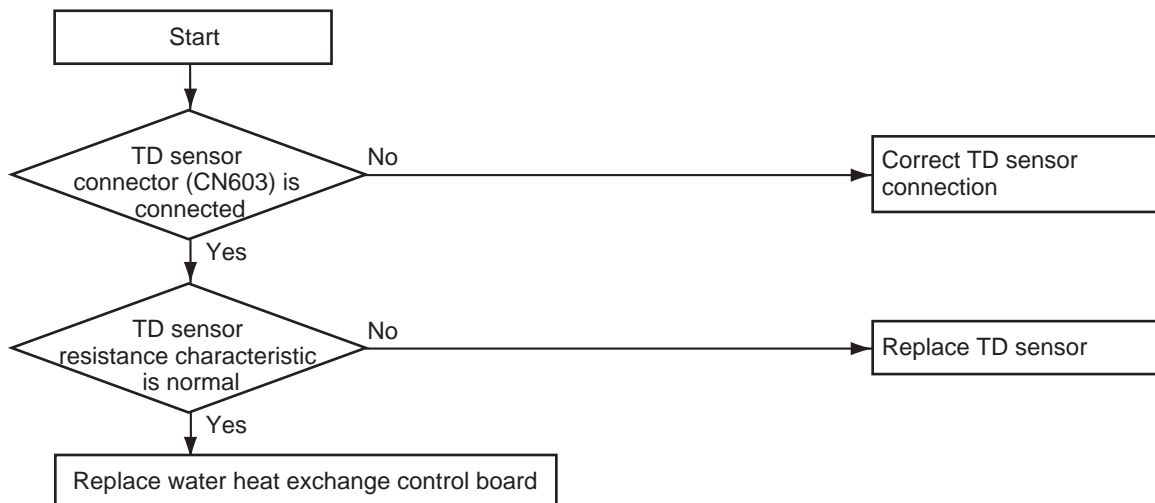 Start
TD sensor
connector (CN603) is
connected
No
Correct TD sensor
connection
Yes
TD sensor
resistance characteristic
is normal
No
Replace TD sensor
Yes
Replace water heat exchange control board